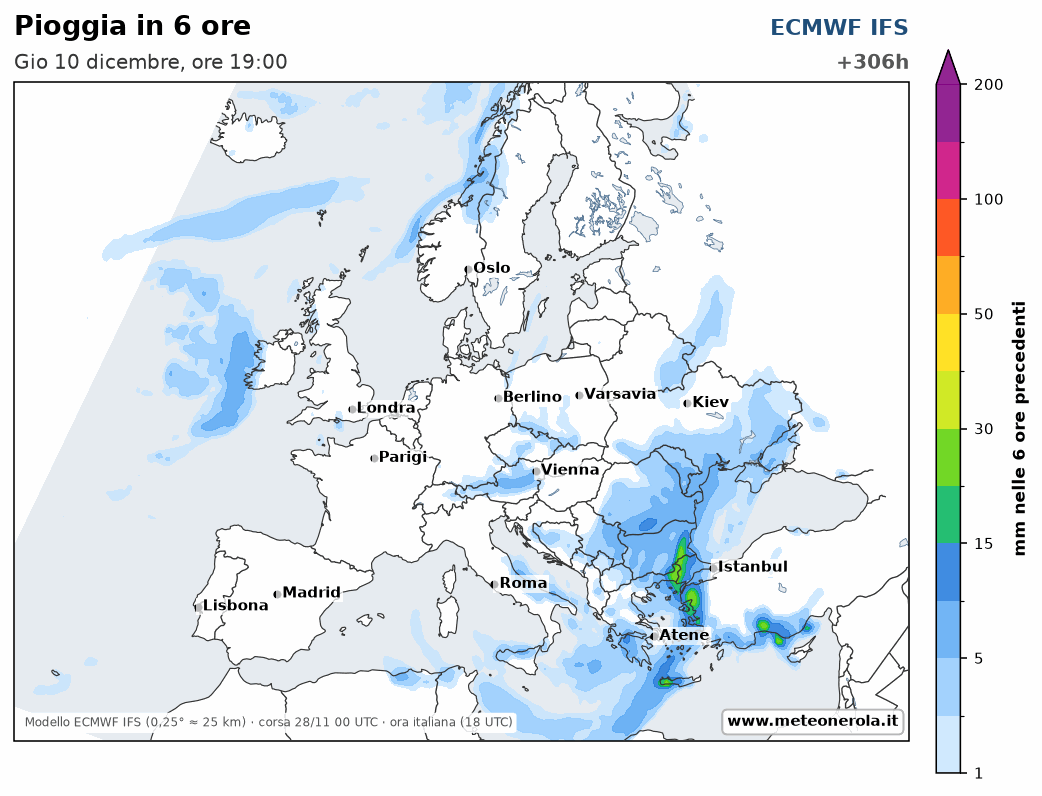 Pioggia in 6 ore
ECMWF IFS
Gio 10 dicembre, ore 19:00
+306h
200
100
50
30
15
5
1
mm nelle 6 ore precedenti
Oslo
Berlino
Varsavia
Kiev
Londra
Parigi
Vienna
Istanbul
Roma
Madrid
Lisbona
Atene
Modello ECMWF IFS (0,25° ≈ 25 km) · corsa 28/11 00 UTC · ora italiana (18 UTC)
www.meteonerola.it